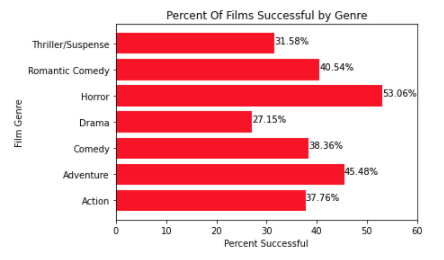 Percent Of Films Successful by Genre
Film Genre
Thriller/Suspense 31.58%
Romantic Comedy 40.54%
Horror 53.06%
Drama 27.15%
Comedy 38.36%
Adventure 45.48%
Action 37.76%
0 10 20 30 40 50 60
Percent Successful